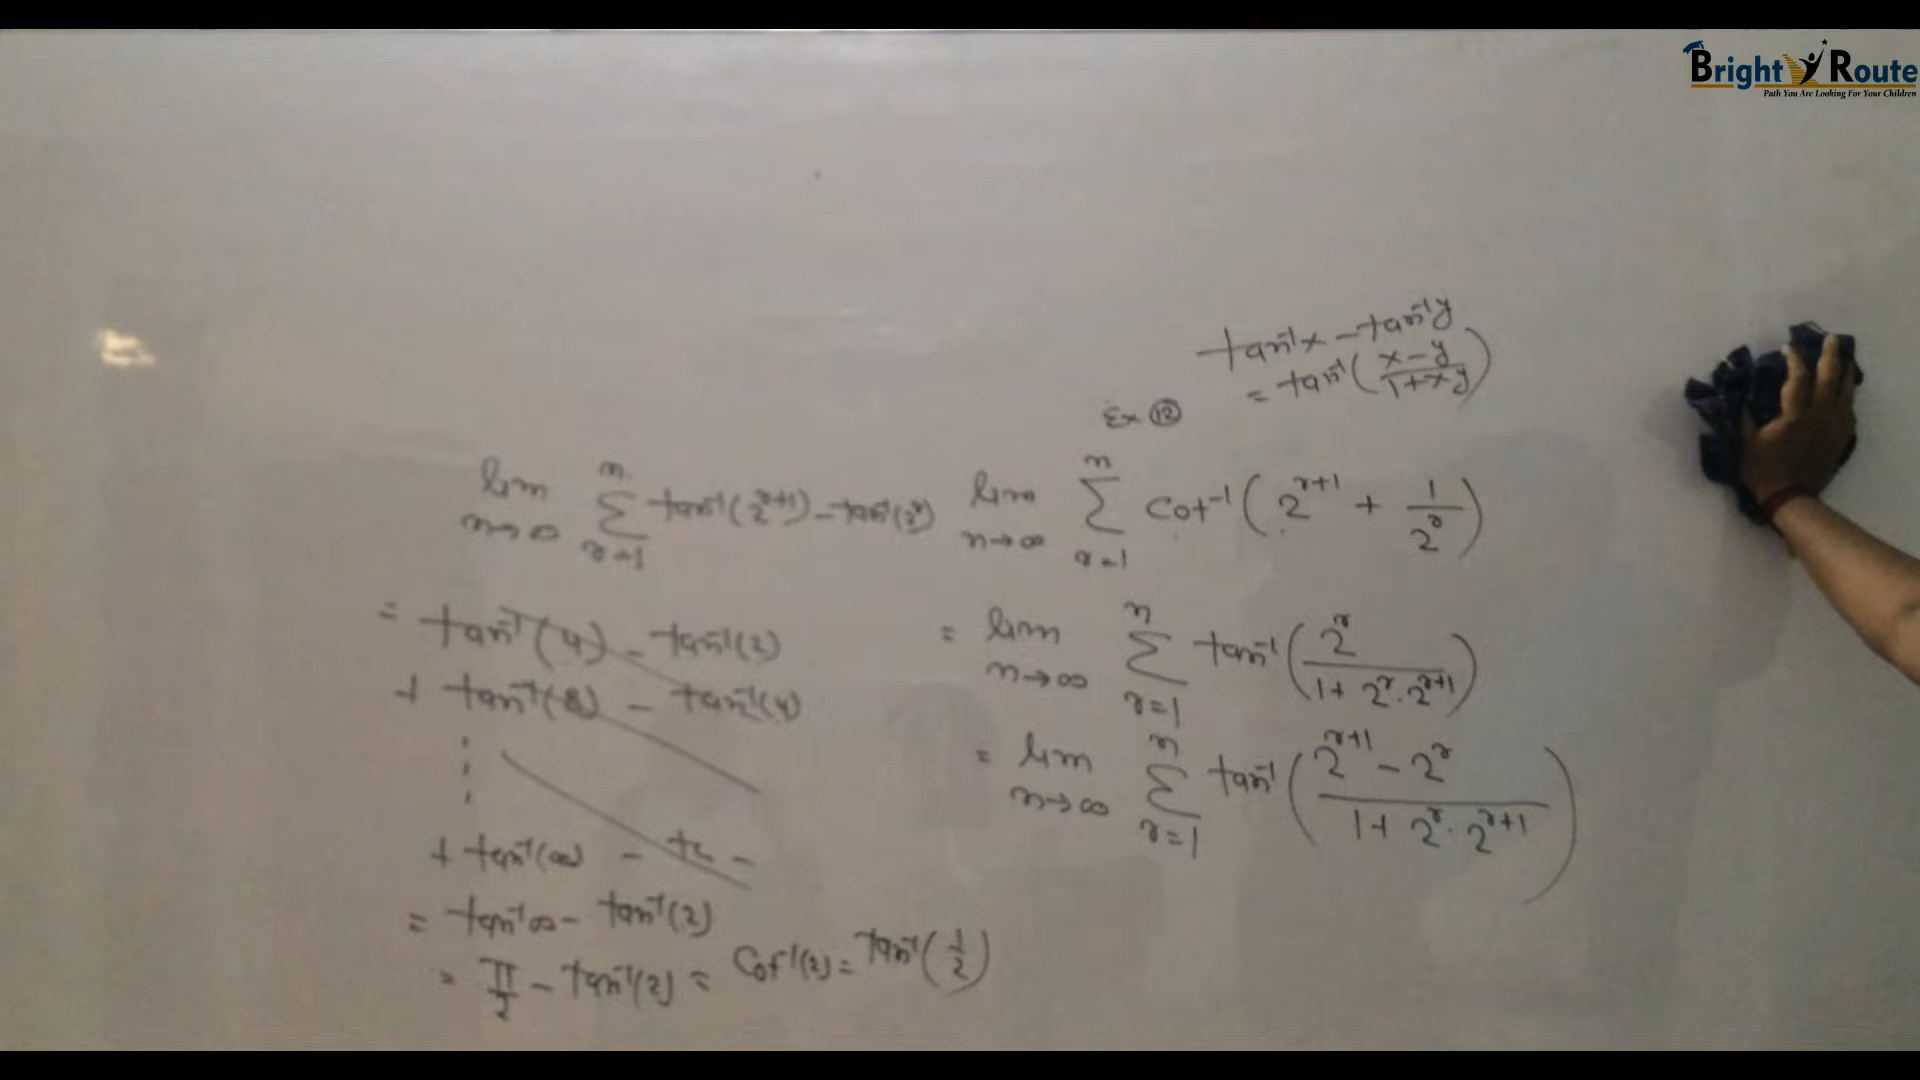 Bright Route
Path You Are Looking For Your Children
tan⁻¹x - tan⁻¹y
= tan⁻¹(x-y / 1+xy)
Ex ⑫
lim n→∞ Σ r=1 n Cot⁻¹(2^(r+1) + 1/2^r)
= lim n→∞ Σ r=1 n tan⁻¹(2^r / 1+2^r·2^(r+1))
= lim n→∞ Σ r=1 n tan⁻¹(2^(r+1) - 2^r / 1+2^r·2^(r+1))
lim n→∞ Σ r=1 n tan⁻¹(2^(r+1)) - tan⁻¹(2^r)
= tan⁻¹(4) - tan⁻¹(2)
+ tan⁻¹(8) - tan⁻¹(4)
⋮
+ tan⁻¹(∞) -
= tan⁻¹∞ - tan⁻¹(2)
= π/2 - tan⁻¹(2) = Cot⁻¹(2) = tan⁻¹(1/2)